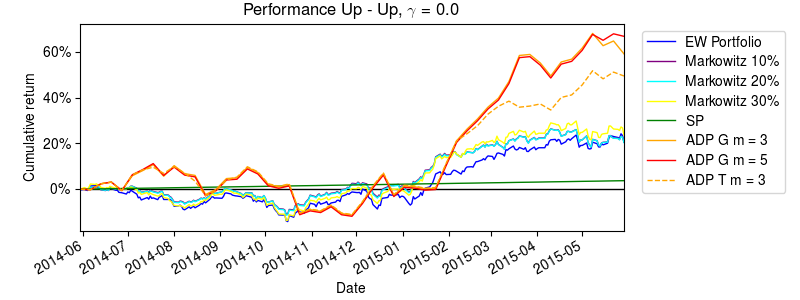 Performance Up - Up, γ = 0.0
Cumulative return
60%
40%
20%
0%
2014-06
2014-07
2014-08
2014-09
2014-10
2014-11
2014-12
2015-01
2015-02
2015-03
2015-04
2015-05
Date
EW Portfolio
Markowitz 10%
Markowitz 20%
Markowitz 30%
SP
ADP G m = 3
ADP G m = 5
ADP T m = 3